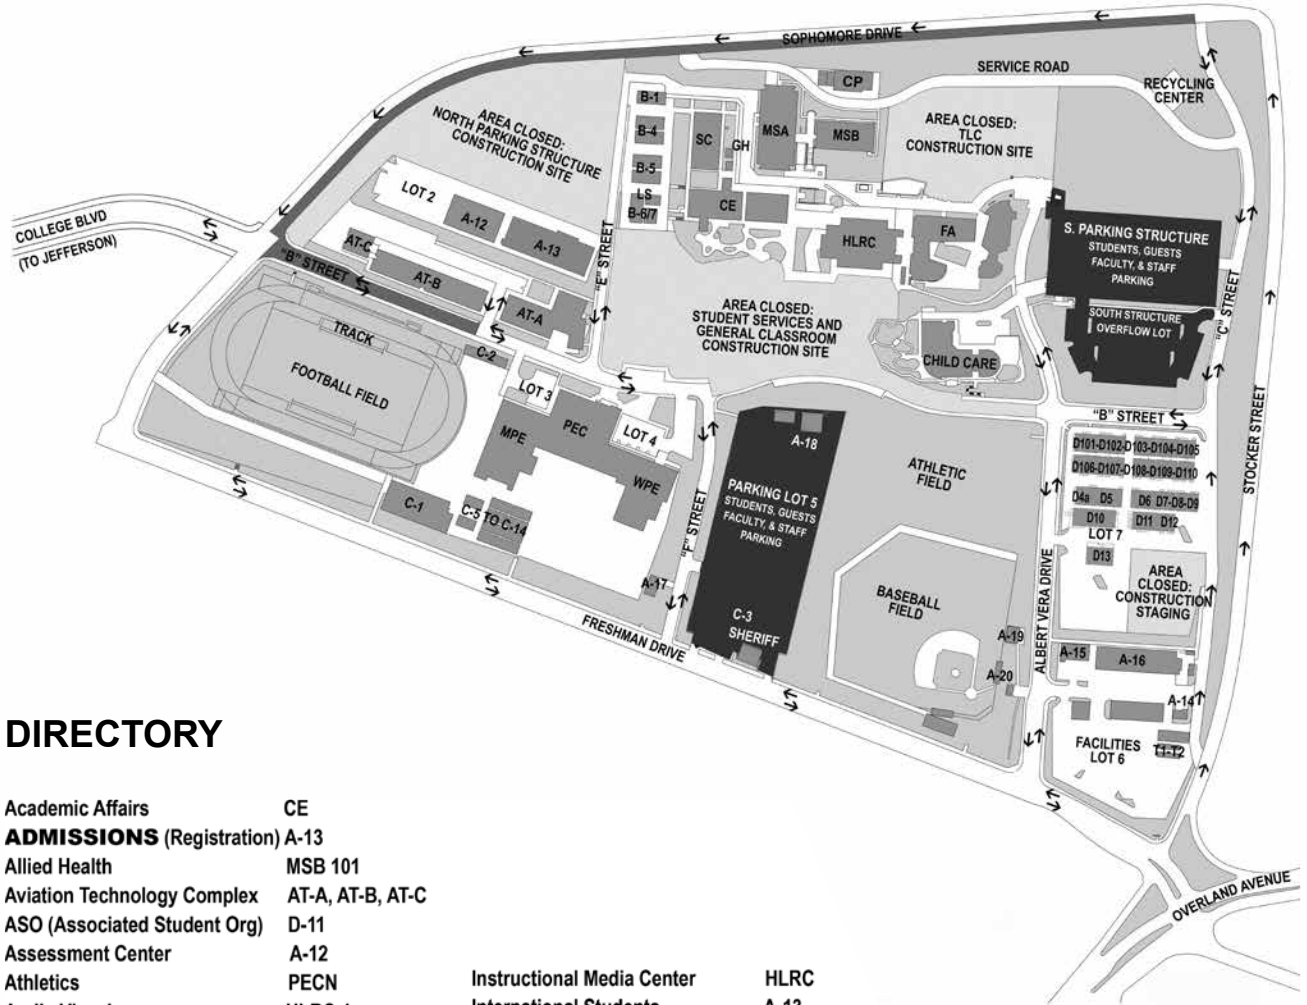 SOPHOMORE DRIVE
SERVICE ROAD
RECYCLING
CENTER
CP
B-1
B-4
B-5
LS
B-6/7
SC
GH
MSA
MSB
CE
AREA CLOSED:
TLC
CONSTRUCTION SITE
AREA CLOSED:
NORTH PARKING STRUCTURE
CONSTRUCTION SITE
LOT 2
A-12
A-13
COLLEGE BLVD
(TO JEFFERSON)
AT-C
"B" STREET
AT-B
AT-A
"E" STREET
HLRC
FA
S. PARKING STRUCTURE
STUDENTS, GUESTS
FACULTY, & STAFF
PARKING
SOUTH STRUCTURE
OVERFLOW LOT
"C" STREET
STOCKER STREET
AREA CLOSED:
STUDENT SERVICES AND
GENERAL CLASSROOM
CONSTRUCTION SITE
CHILD CARE
TRACK
FOOTBALL FIELD
C-2
LOT 3
LOT 4
MPE
PEC
WPE
"B" STREET
A-18
PARKING LOT 5
STUDENTS, GUESTS
FACULTY, & STAFF
PARKING
C-3
SHERIFF
"F" STREET
ATHLETIC
FIELD
BASEBALL
FIELD
D101-D102-D103-D104-D105
D106-D107-D108-D109-D110
D4a D5 D6 D7-D8-D9
D10 D11 D12
LOT 7
D13
AREA
CLOSED:
CONSTRUCTION
STAGING
C-1
C-5 TO C-14
A-17
FRESHMAN DRIVE
ALBERT VERA DRIVE
A-19
A-20
A-15
A-16
A-14
FACILITIES
LOT 6
T1-T2
OVERLAND AVENUE
DIRECTORY
Academic Affairs CE
ADMISSIONS (Registration) A-13
Allied Health MSB 101
Aviation Technology Complex AT-A, AT-B, AT-C
ASO (Associated Student Org) D-11
Assessment Center A-12
Athletics PECN
Instructional Media Center HLRC
International Students A-13